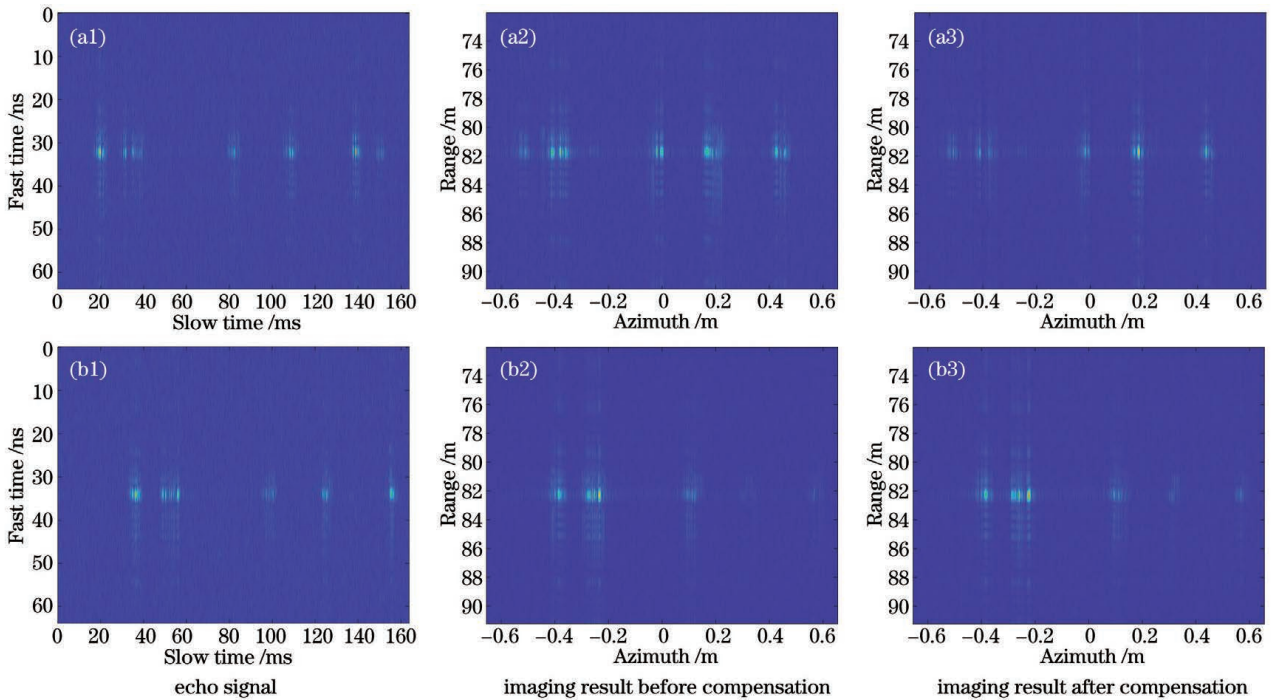 (a1)
0
10
20
30
40
50
60
Fast time /ns
0 20 40 60 80 100 120 140 160
Slow time /ms
(a2)
74
76
78
80
82
84
86
88
90
Range /m
−0.6 −0.4 −0.2 0 0.2 0.4 0.6
Azimuth /m
(a3)
74
76
78
80
82
84
86
88
90
Range /m
−0.6 −0.4 −0.2 0 0.2 0.4 0.6
Azimuth /m
(b1)
0
10
20
30
40
50
60
Fast time /ns
0 20 40 60 80 100 120 140 160
Slow time /ms
echo signal
(b2)
74
76
78
80
82
84
86
88
90
Range /m
−0.6 −0.4 −0.2 0 0.2 0.4 0.6
Azimuth /m
imaging result before compensation
(b3)
74
76
78
80
82
84
86
88
90
Range /m
−0.6 −0.4 −0.2 0 0.2 0.4 0.6
Azimuth /m
imaging result after compensation